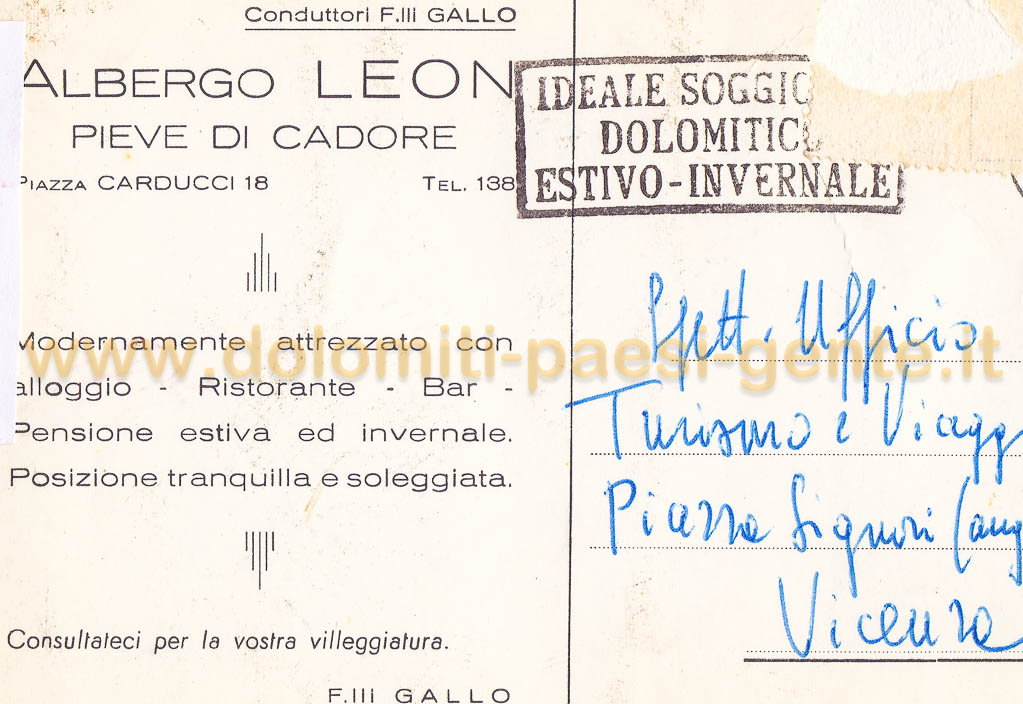 Conduttori F.lli GALLO
ALBERGO LEON
PIEVE DI CADORE
PIAZZA CARDUCCI 18 TEL. 138
Modernamente attrezzato con
alloggio - Ristorante - Bar -
Pensione estiva ed invernale.
Posizione tranquilla e soleggiata.
Consultateci per la vostra villeggiatura.
F.lli GALLO
IDEALE SOGGIO
DOLOMITICO
ESTIVO-INVERNALE
Spett. Ufficio
Turismo e Viagg
Piazza Signori (ang
Vicenza
www.dolomiti-paesi-gente.it